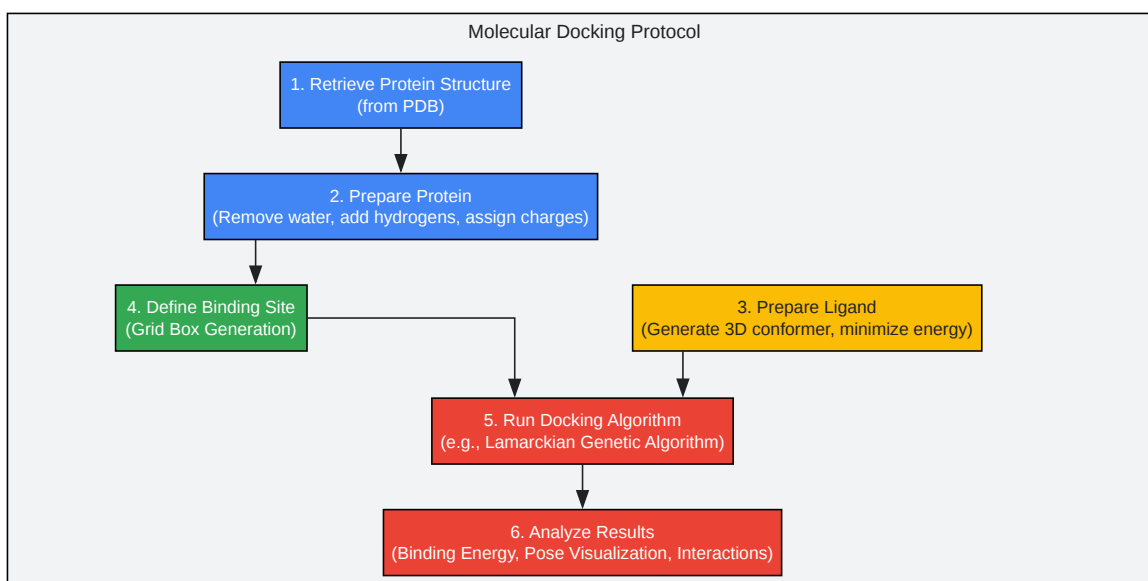 Molecular Docking Protocol
1. Retrieve Protein Structure
(from PDB)
2. Prepare Protein
(Remove water, add hydrogens, assign charges)
4. Define Binding Site
(Grid Box Generation)
3. Prepare Ligand
(Generate 3D conformer, minimize energy)
5. Run Docking Algorithm
(e.g., Lamarckian Genetic Algorithm)
6. Analyze Results
(Binding Energy, Pose Visualization, Interactions)